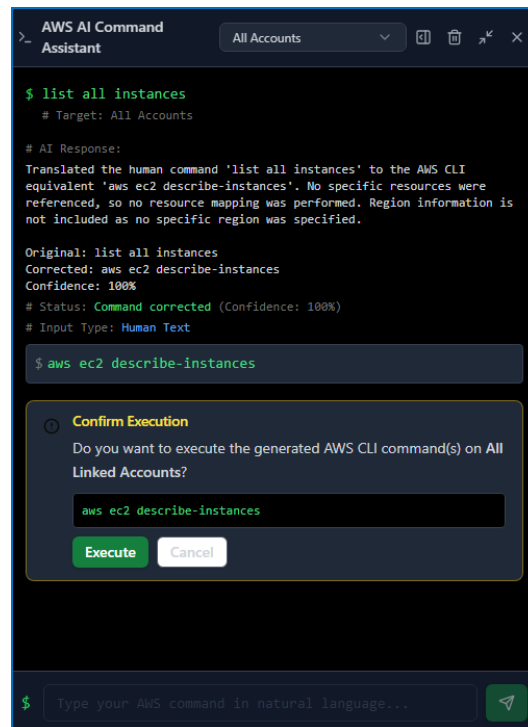 >_ AWS AI Command
Assistant
All Accounts
$ list all instances
# Target: All Accounts
# AI Response:
Translated the human command 'list all instances' to the AWS CLI
equivalent 'aws ec2 describe-instances'. No specific resources were
referenced, so no resource mapping was performed. Region information is
not included as no specific region was specified.
Original: list all instances
Corrected: aws ec2 describe-instances
Confidence: 100%
# Status: Command corrected (Confidence: 100%)
# Input Type: Human Text
$ aws ec2 describe-instances
Confirm Execution
Do you want to execute the generated AWS CLI command(s) on All
Linked Accounts?
aws ec2 describe-instances
Execute Cancel
$ Type your AWS command in natural language...